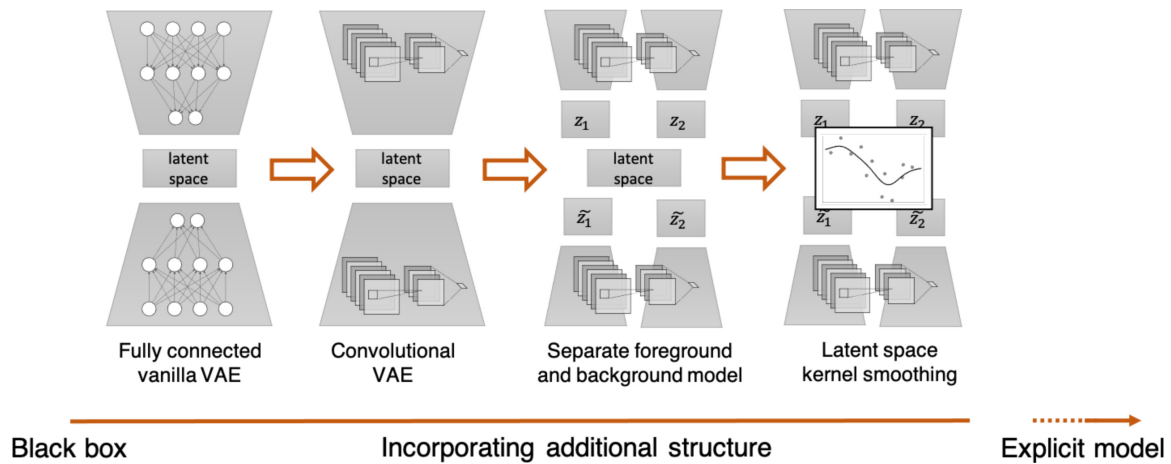 latent
space
latent
space
z₁
z₂
latent
space
z̃₁
z̃₂
z₁
z₂
z̃₁
z̃₂
Fully connected
vanilla VAE
Convolutional
VAE
Separate foreground
and background model
Latent space
kernel smoothing
Black box
Incorporating additional structure
Explicit model